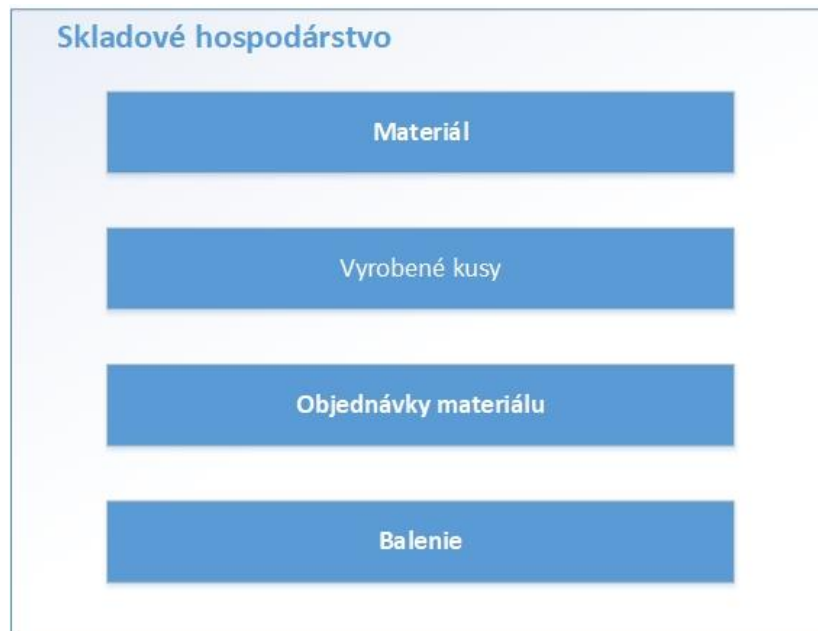 Skladové hospodárstvo
Materiál
Vyrobené kusy
Objednávky materiálu
Balenie